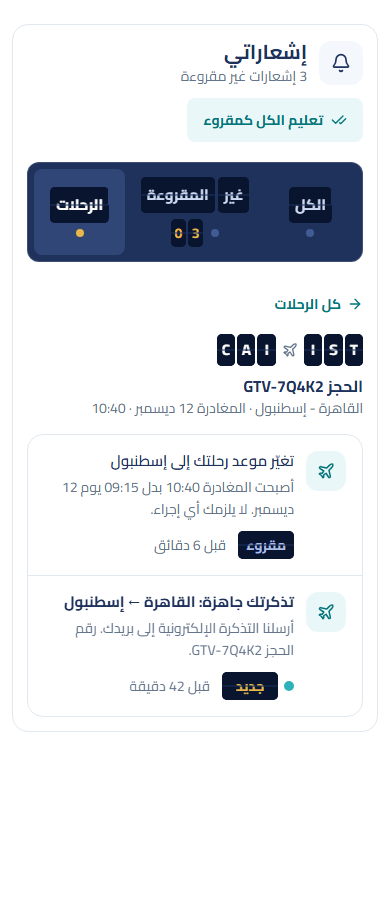 إشعاراتي
3 إشعارات غير مقروءة
تعليم الكل كمقروء
الكل
غير المقروءة
03
الرحلات
كل الرحلات
CAI IST
الحجز GTV-7Q4K2
القاهرة - إسطنبول · المغادرة 12 ديسمبر · 10:40
تغيّر موعد رحلتك إلى إسطنبول
أصبحت المغادرة 10:40 بدل 09:15 يوم 12
ديسمبر. لا يلزمك أي إجراء.
مقروء
قبل 6 دقائق
تذكرتك جاهزة: القاهرة ← إسطنبول
أرسلنا التذكرة الإلكترونية إلى بريدك. رقم
الحجز GTV-7Q4K2.
جديد
قبل 42 دقيقة